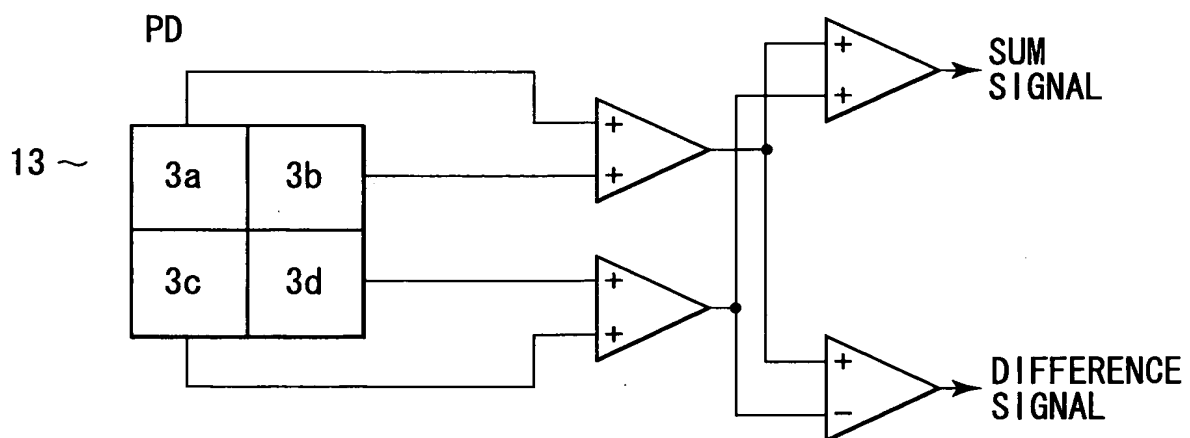 PD
13 ~
3a 3b
3c 3d
+
+
+
+
+
+
+
−
SUM
SIGNAL
DIFFERENCE
SIGNAL